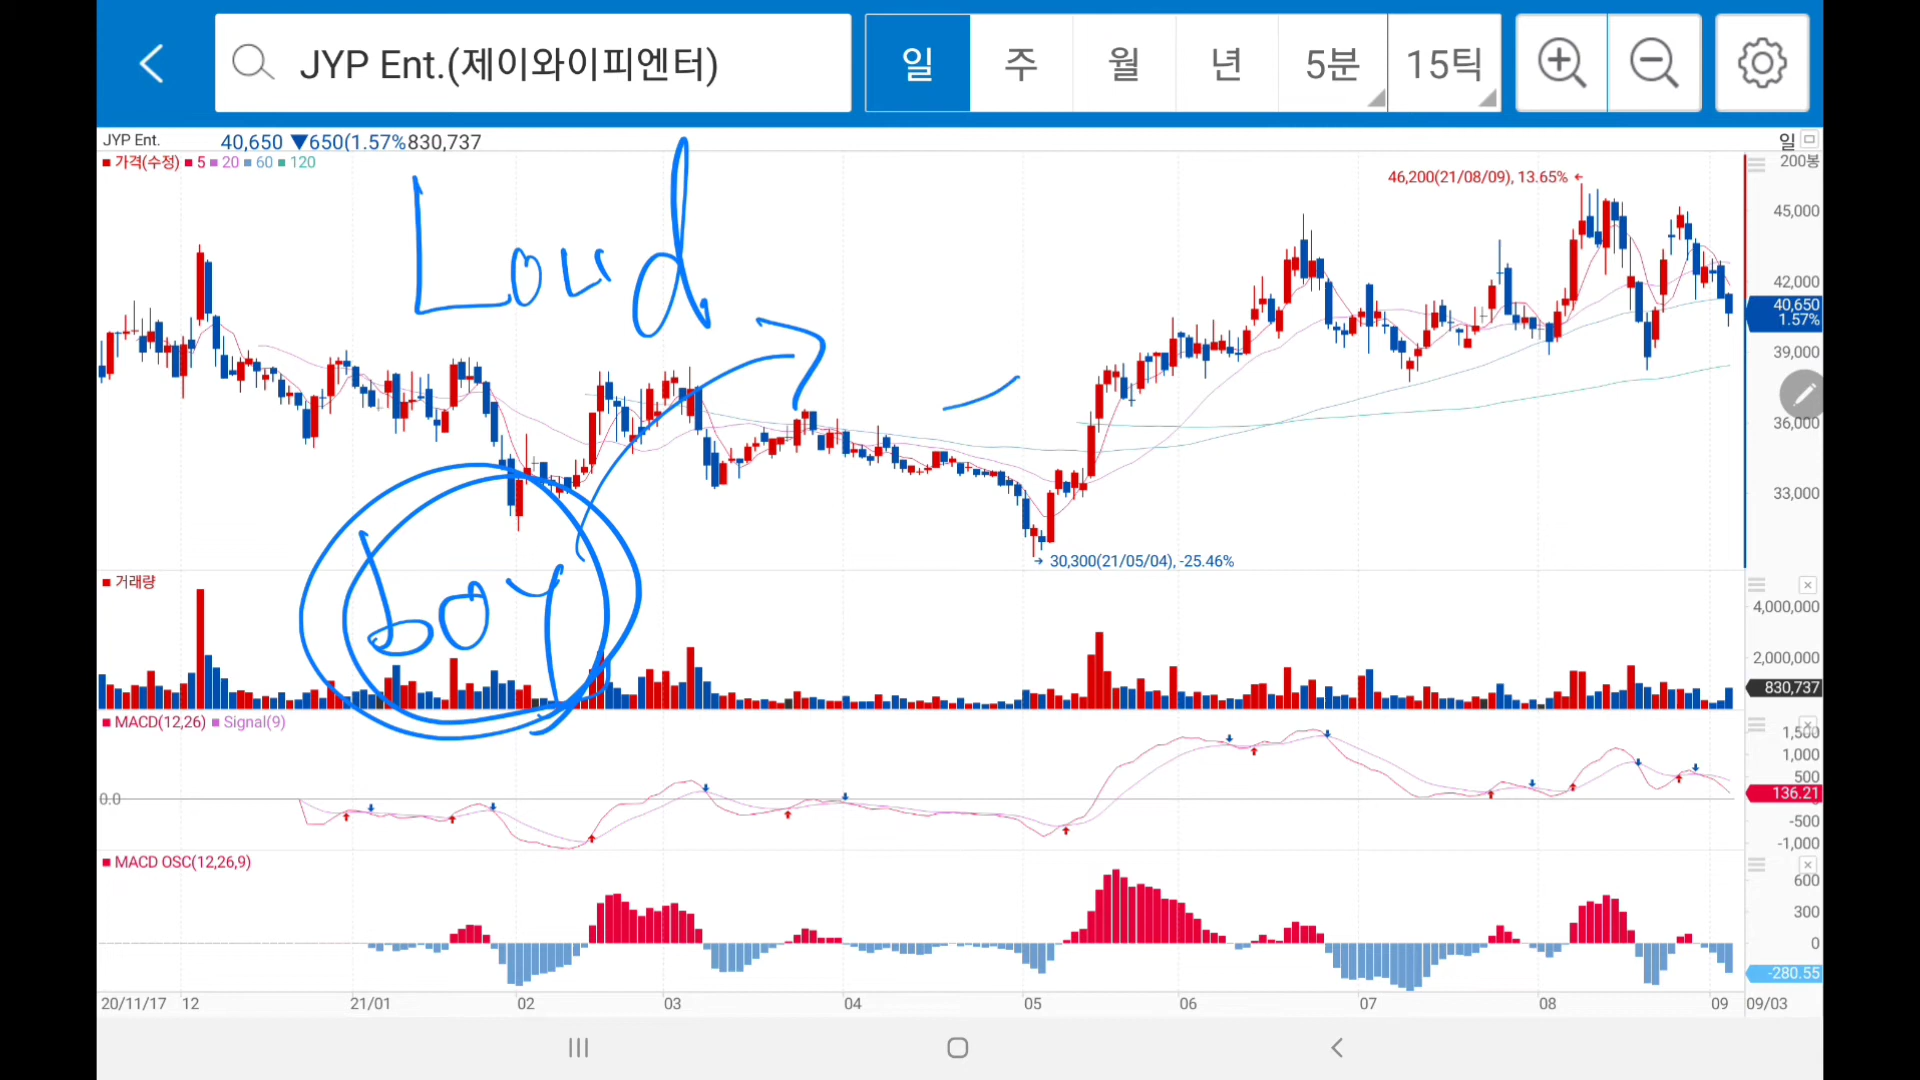 JYP Ent.(제이와이피엔터) 일 주 월 년 5분 15틱
JYP Ent. 40,650 ▼650(1.57% 830,737 일
가격(수정) 5 20 60 120 200봉
46,200(21/08/09), 13.65%
45,000
42,000
40,650
1.57%
39,000
36,000
33,000
30,300(21/05/04), -25.46%
Loud
boy
거래량
4,000,000
2,000,000
830,737
MACD(12,26) Signal(9)
1,500
1,000
500
0.0
136.21
-500
-1,000
MACD OSC(12,26,9)
600
300
0
-280.55
20/11/17 12 21/01 02 03 04 05 06 07 08 09 09/03